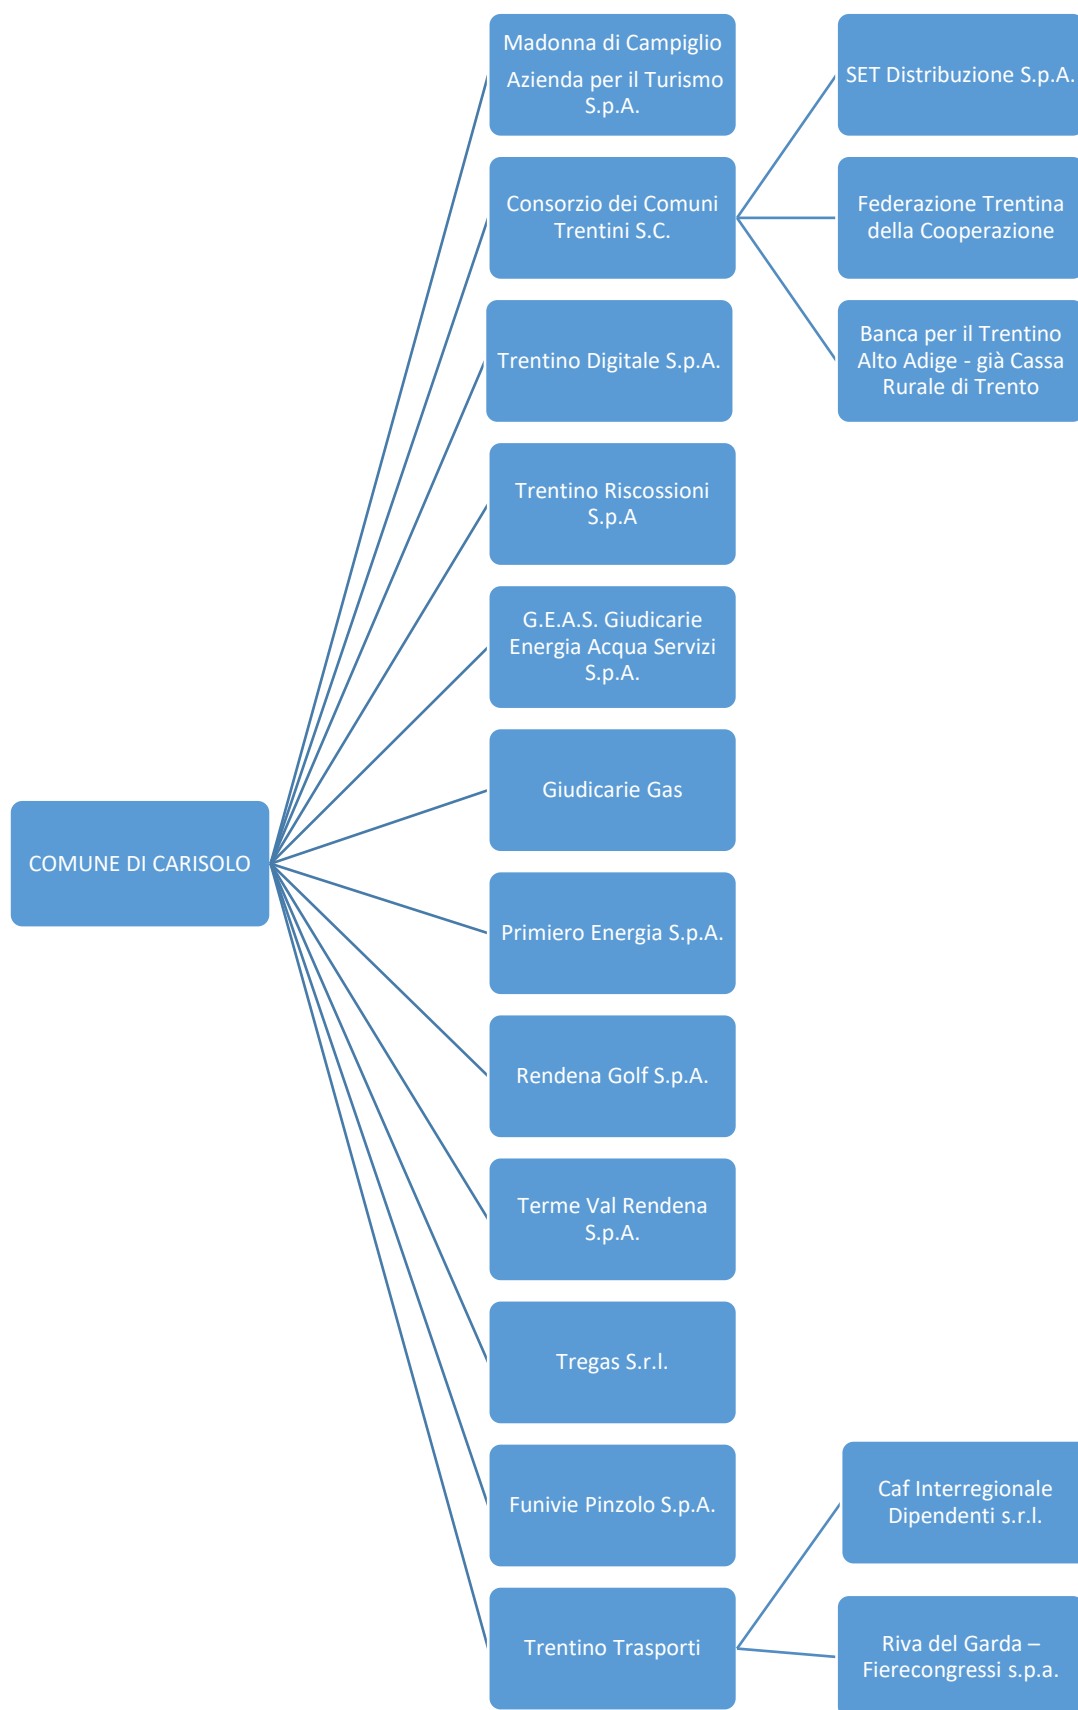 COMUNE DI CARISOLO
Madonna di Campiglio
Azienda per il Turismo
S.p.A.
Consorzio dei Comuni
Trentini S.C.
SET Distribuzione S.p.A.
Federazione Trentina
della Cooperazione
Banca per il Trentino
Alto Adige - già Cassa
Rurale di Trento
Trentino Digitale S.p.A.
Trentino Riscossioni
S.p.A
G.E.A.S. Giudicarie
Energia Acqua Servizi
S.p.A.
Giudicarie Gas
Primiero Energia S.p.A.
Rendena Golf S.p.A.
Terme Val Rendena
S.p.A.
Tregas S.r.l.
Funivie Pinzolo S.p.A.
Trentino Trasporti
Caf Interregionale
Dipendenti s.r.l.
Riva del Garda –
Fierecongressi s.p.a.